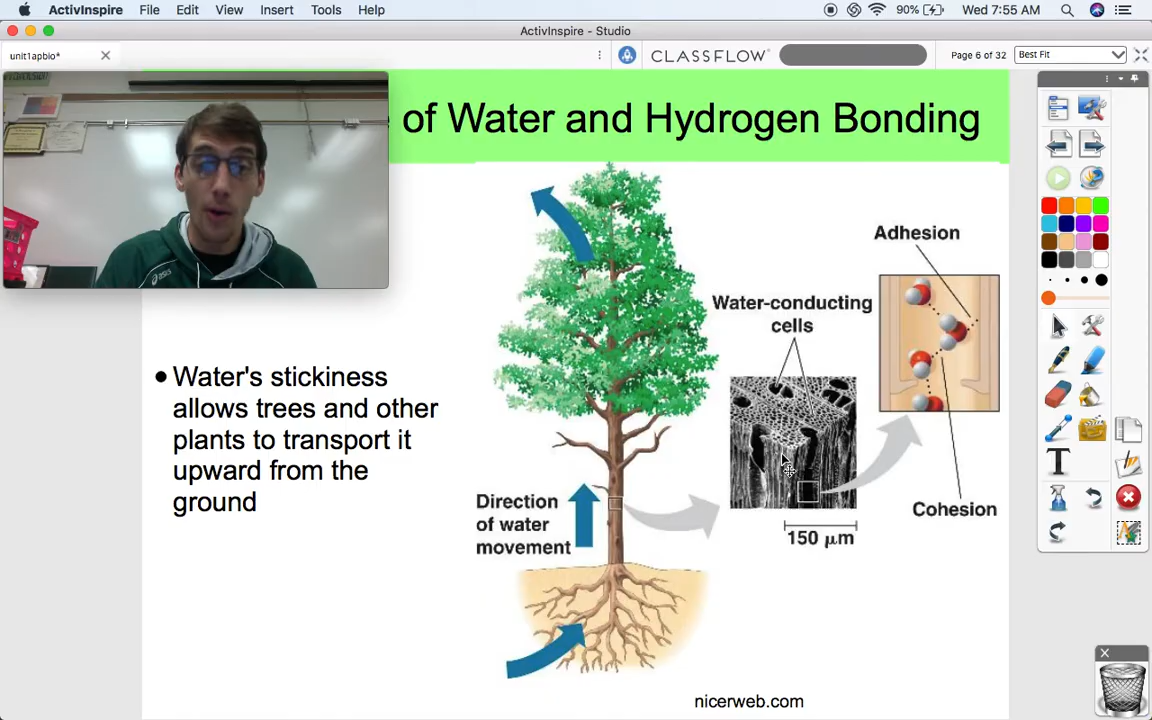 ActivInspire File Edit View Insert Tools Help 90% Wed 7:55 AM
ActivInspire - Studio
unit1apbio* CLASSFLOW Page 6 of 32 Best Fit
of Water and Hydrogen Bonding
asics
Adhesion
Water-conducting
cells
• Water's stickiness
allows trees and other
plants to transport it
upward from the
ground
Direction
of water
movement
Cohesion
150 μm
nicerweb.com
T